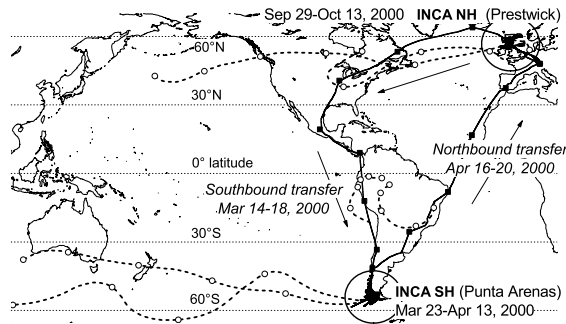 Sep 29-Oct 13, 2000 INCA NH (Prestwick)
60°N
30°N
Northbound transfer
Apr 16-20, 2000
0° latitude
Southbound transfer
Mar 14-18, 2000
30°S
60°S
INCA SH (Punta Arenas)
Mar 23-Apr 13, 2000